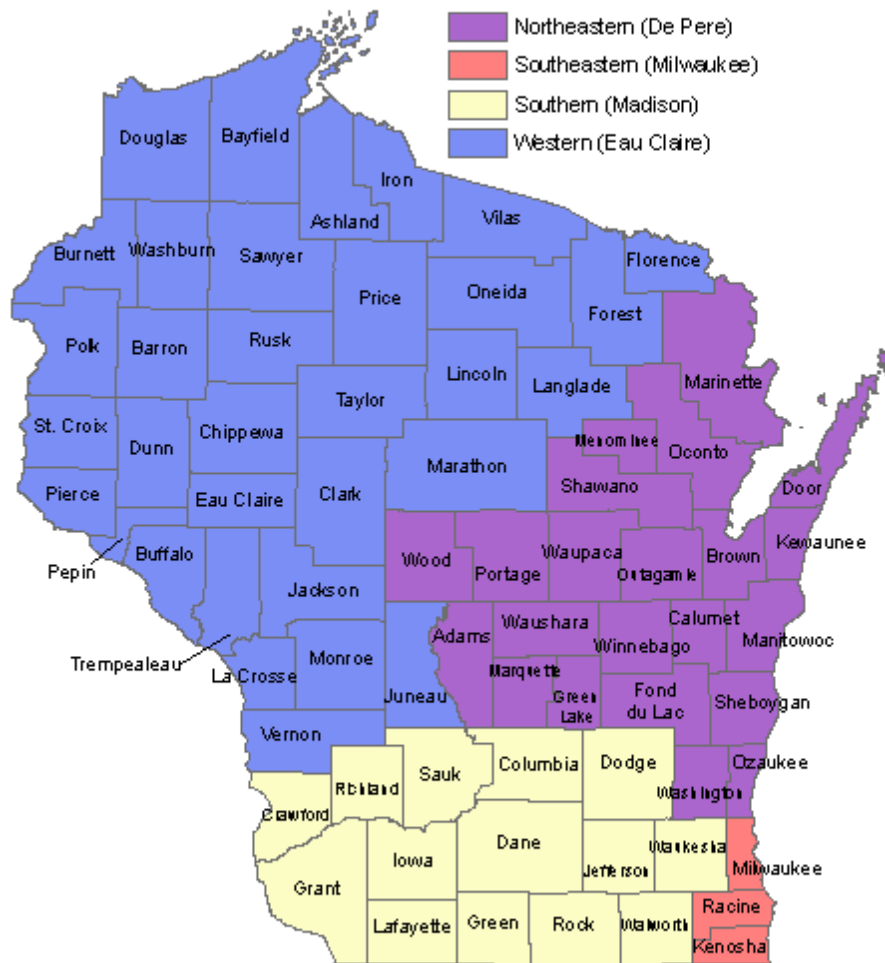 Northeastern (De Pere)
Southeastern (Milwaukee)
Southern (Madison)
Western (Eau Claire)
Douglas
Bayfield
Iron
Ashland
Vilas
Burnett
Washburn
Sawyer
Florence
Price
Oneida
Forest
Polk
Barron
Rusk
Lincoln
Langlade
Marinette
Taylor
St. Croix
Chippewa
Dunn
Menominee
Oconto
Marathon
Pierce
Eau Claire
Clark
Shawano
Door
Pepin
Buffalo
Wood
Portage
Waupaca
Outagamie
Brown
Kewaunee
Jackson
Trempealeau
La Crosse
Monroe
Juneau
Adams
Waushara
Winnebago
Calumet
Manitowoc
Marquette
Green
Lake
Fond
du Lac
Sheboygan
Vernon
Sauk
Columbia
Dodge
Ozaukee
Washington
Richland
Crawford
Dane
Iowa
Jefferson
Waukesha
Milwaukee
Grant
Lafayette
Green
Rock
Walworth
Racine
Kenosha